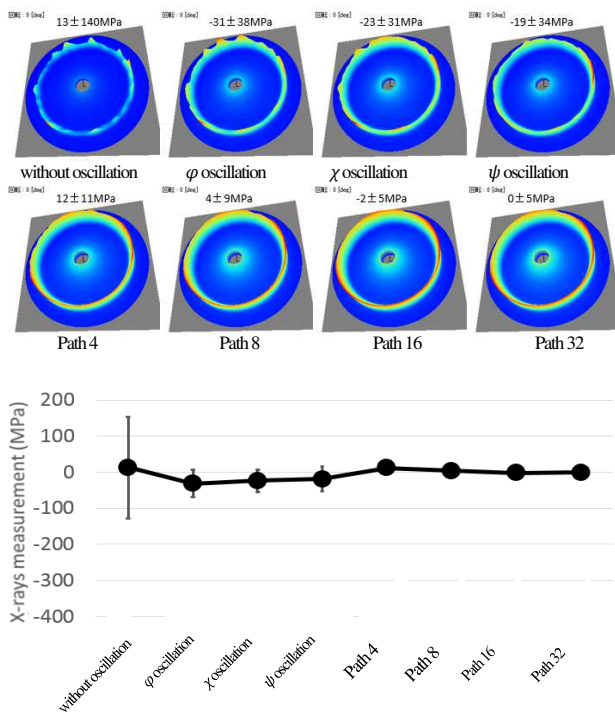 13±140MPa -31±38MPa -23±31MPa -19±34MPa
without oscillation φ oscillation χ oscillation ψ oscillation
12±11MPa 4±9MPa -2±5MPa 0±5MPa
Path 4 Path 8 Path 16 Path 32
X-rays measurement (MPa)
200
100
0
-100
-200
-300
-400
without oscillation φ oscillation χ oscillation ψ oscillation Path 4 Path 8 Path 16 Path 32